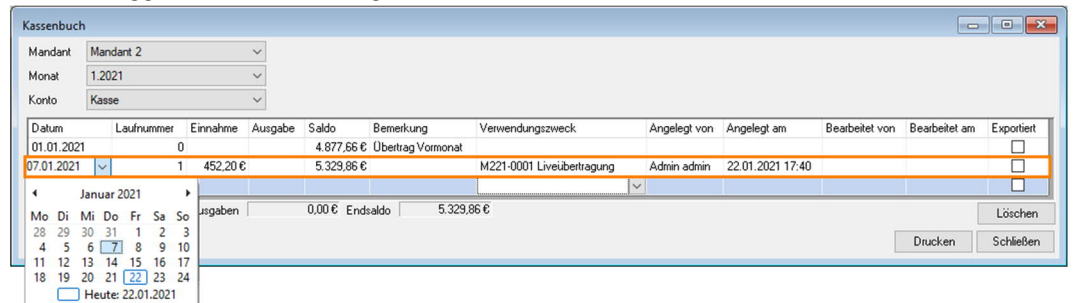 Kassenbuch
Mandant Mandant 2
Monat 1.2021
Konto Kasse
Datum Laufnummer Einnahme Ausgabe Saldo Bemerkung Verwendungszweck Angelegt von Angelegt am Bearbeitet von Bearbeitet am Exportiert
01.01.2021 0 4.877,66 € Übertrag Vormonat
07.01.2021 1 452,20 € 5.329,86 € M221-0001 Liveübertragung Admin admin 22.01.2021 17:40
Januar 2021
usgaben 0,00 € Endsaldo 5.329,86 € Löschen
Mo Di Mi Do Fr Sa So
28 29 30 31 1 2 3
4 5 6 7 8 9 10
11 12 13 14 15 16 17
18 19 20 21 22 23 24
Heute: 22.01.2021
Drucken Schließen